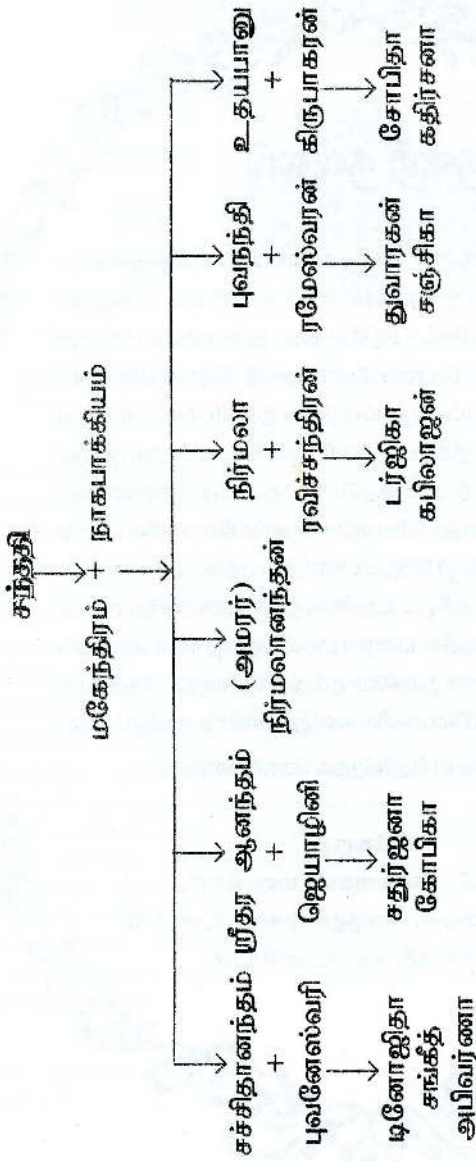 சந்ததி
மகேந்திரம் + நாகபாக்கியம்
சச்சிதானந்தம் ஸ்ரீதர ஆனந்தம் (அமரர்) நிர்மலா புவநந்தி உதயபானு
+ + நிர்மலானந்தன் + + +
புவனேஸ்வரி ஜெயாழினி ரவிச்சந்திரன் ரமேஸ்வரன் கிருபாகரன்
டினோஜிதா சதுர்ஜனா டர்ஜிகா துவாரகன் சோபிதா
சங்கீத் கோபிகா கபிலாஜன் சஞ்சிகா கதிர்சனா
அபிவர்ணா